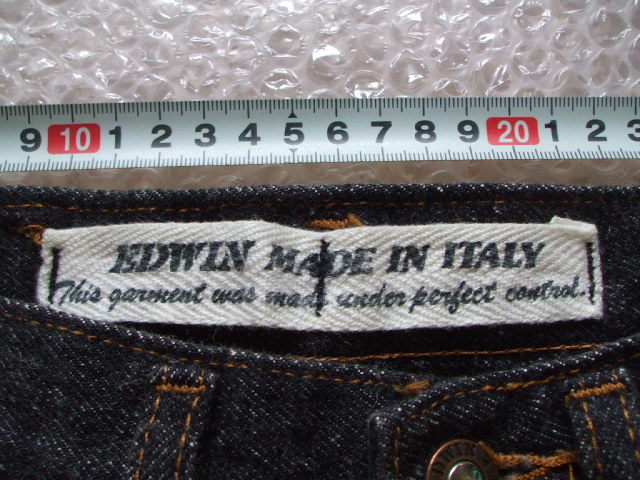 9 10 1 2 3 4 5 6 7 8 9 20 1 2 3
EDWIN MADE IN ITALY
This garment was made under perfect control.
EDWIN